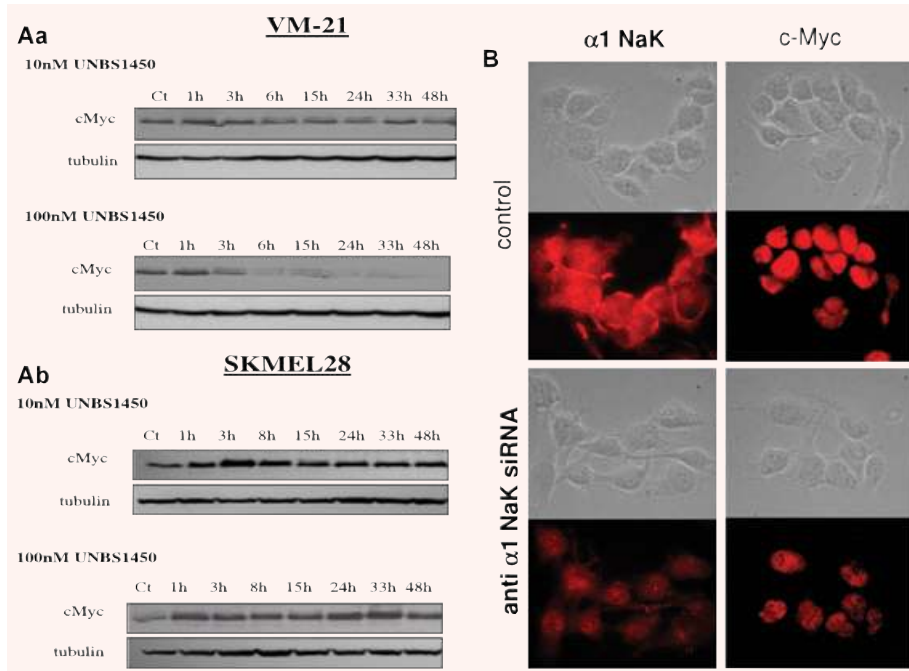 Aa
VM-21
10nM UNBS1450
Ct 1h 3h 6h 15h 24h 33h 48h
cMyc
tubulin
100nM UNBS1450
Ct 1h 3h 6h 15h 24h 33h 48h
cMyc
tubulin
Ab
SKMEL28
10nM UNBS1450
Ct 1h 3h 8h 15h 24h 33h 48h
cMyc
tubulin
100nM UNBS1450
Ct 1h 3h 8h 15h 24h 33h 48h
cMyc
tubulin
B
α1 NaK c-Myc
control
anti α1 NaK siRNA